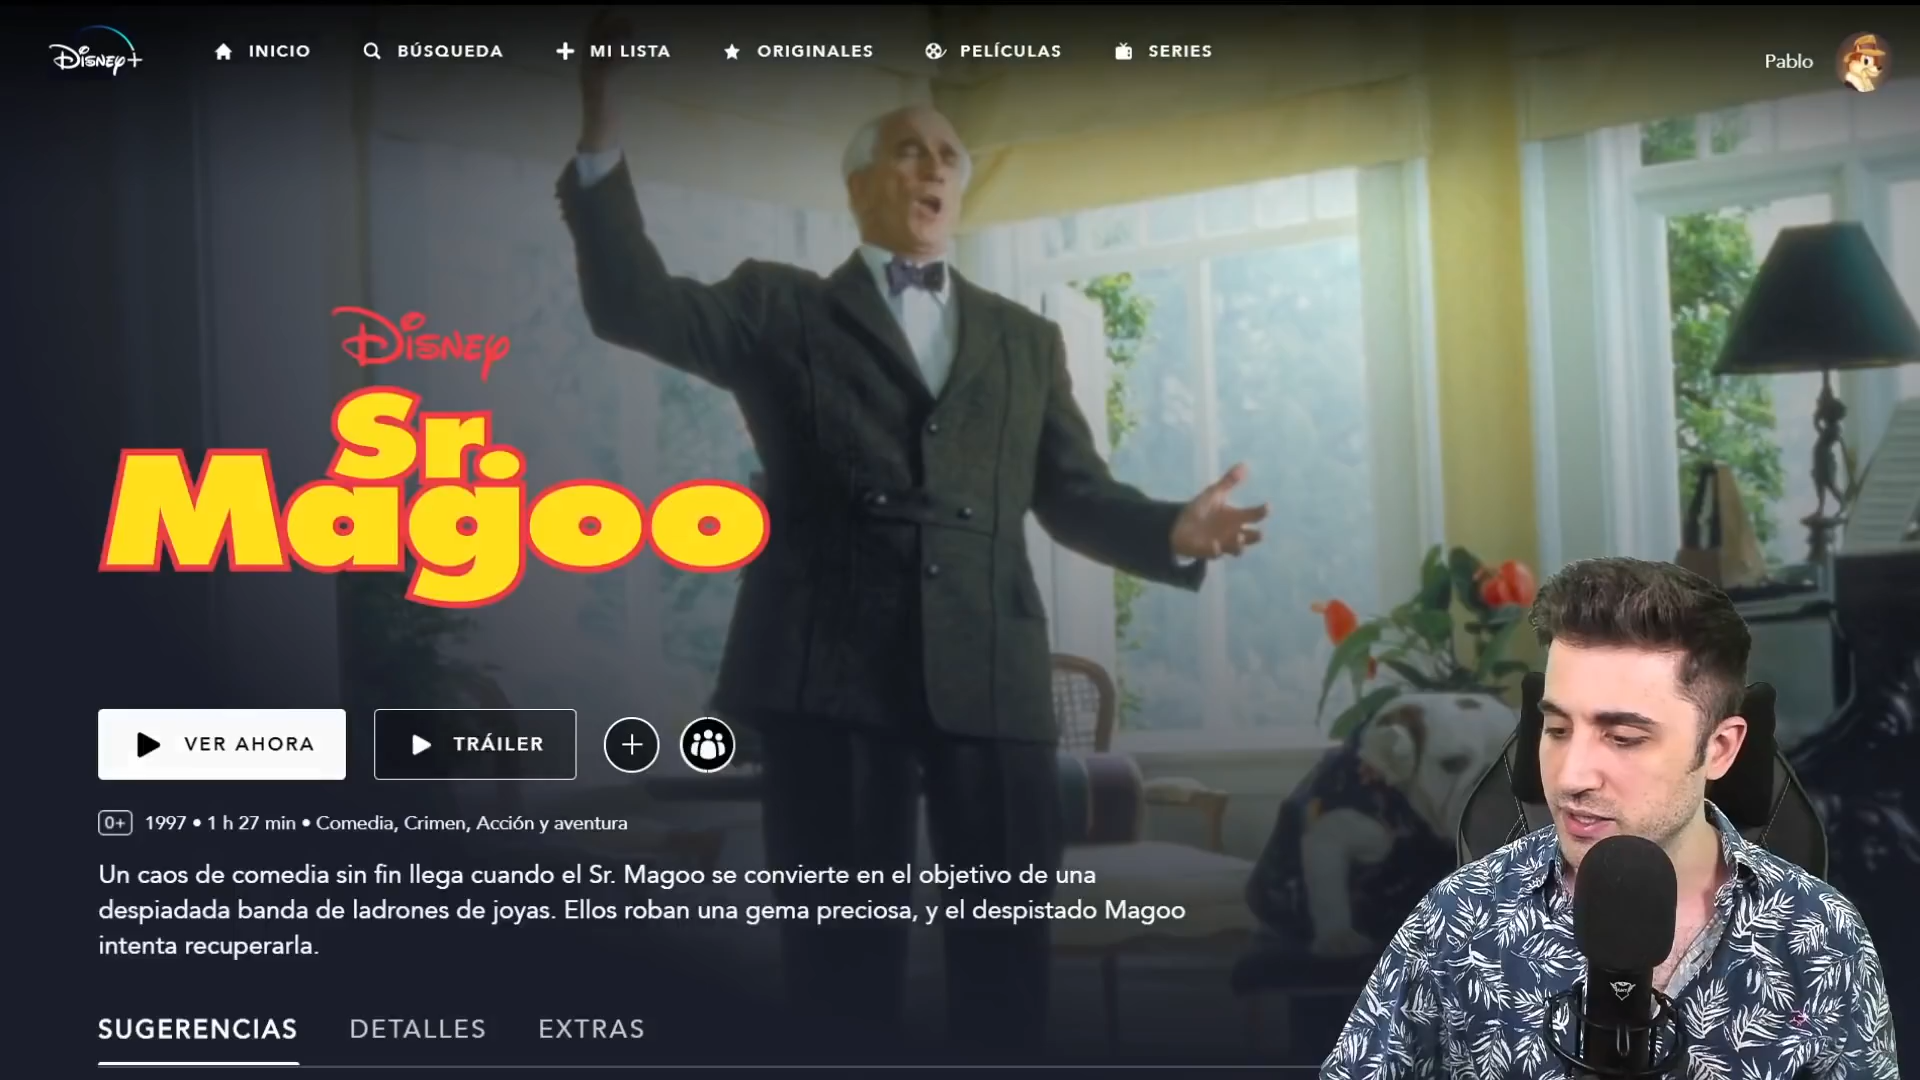 Disney+
INICIO
BÚSQUEDA
MI LISTA
ORIGINALES
PELÍCULAS
SERIES
Pablo
Disney
Sr.
Magoo
VER AHORA
TRÁILER
0+ 1997 • 1 h 27 min • Comedia, Crimen, Acción y aventura
Un caos de comedia sin fin llega cuando el Sr. Magoo se convierte en el objetivo de una
despiadada banda de ladrones de joyas. Ellos roban una gema preciosa, y el despistado Magoo
intenta recuperarla.
SUGERENCIAS
DETALLES
EXTRAS